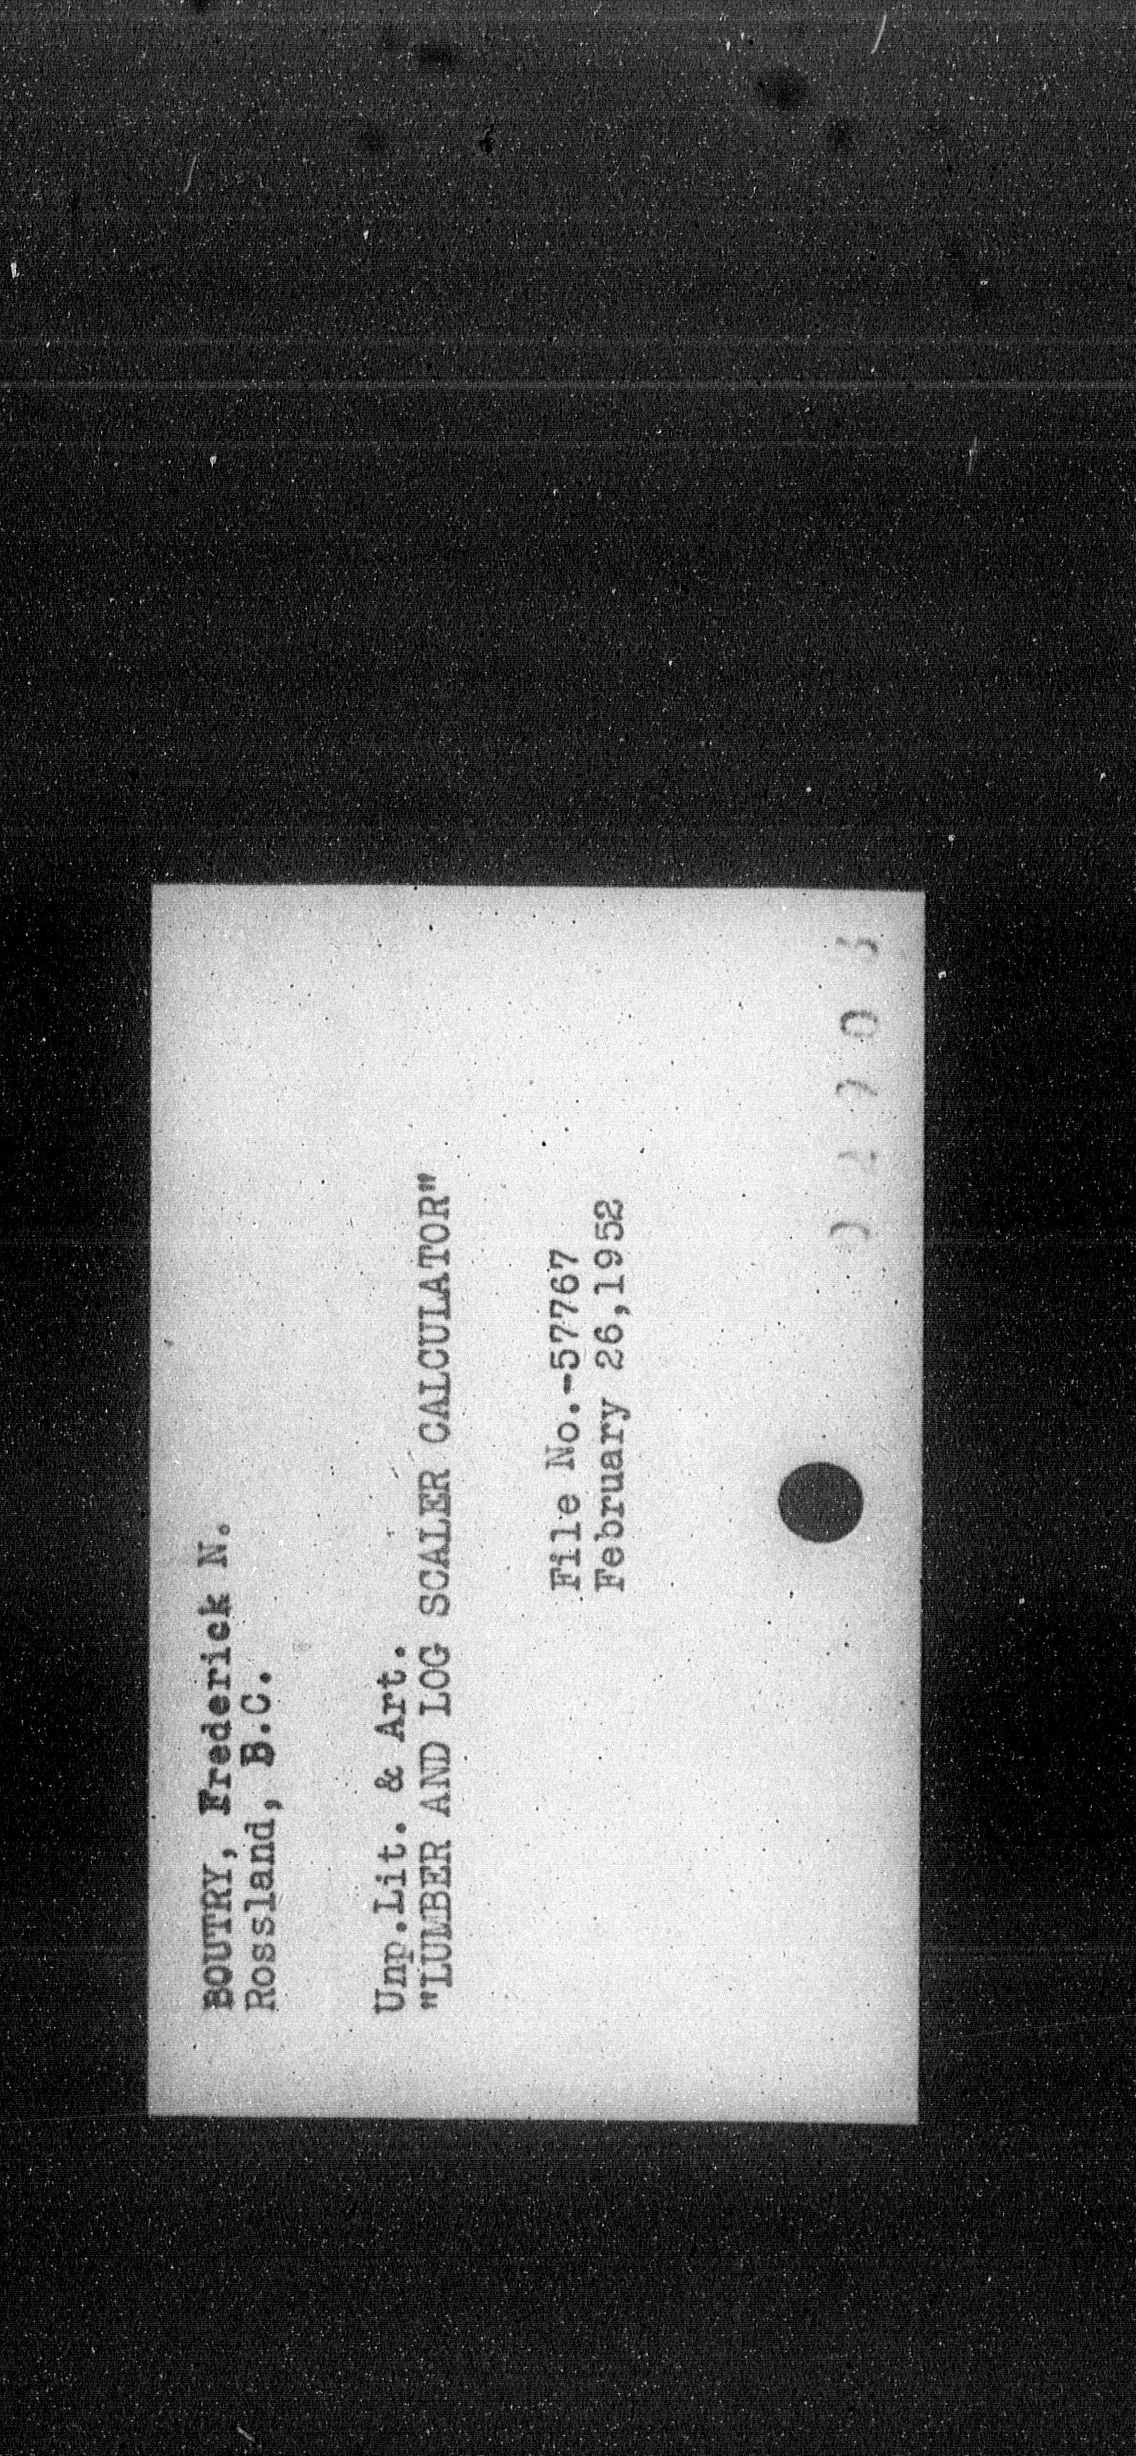 BOUTRY, Frederick N.
Rossland, B.C.
Unp.Lit. & Art.
"LUMBER AND LOG SCALER CALCULATOR"
File No.-57767
February 26,1952